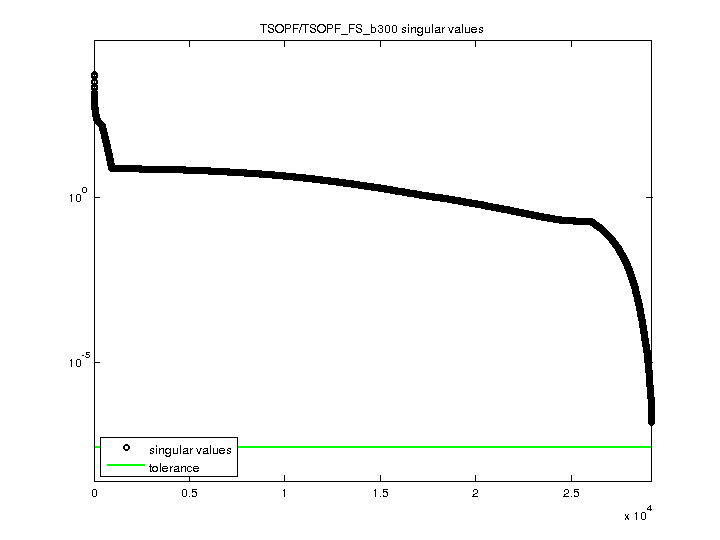 TSOPF/TSOPF_FS_b300 singular values
10^0
10^-5
singular values
tolerance
0 0.5 1 1.5 2 2.5
x 10^4